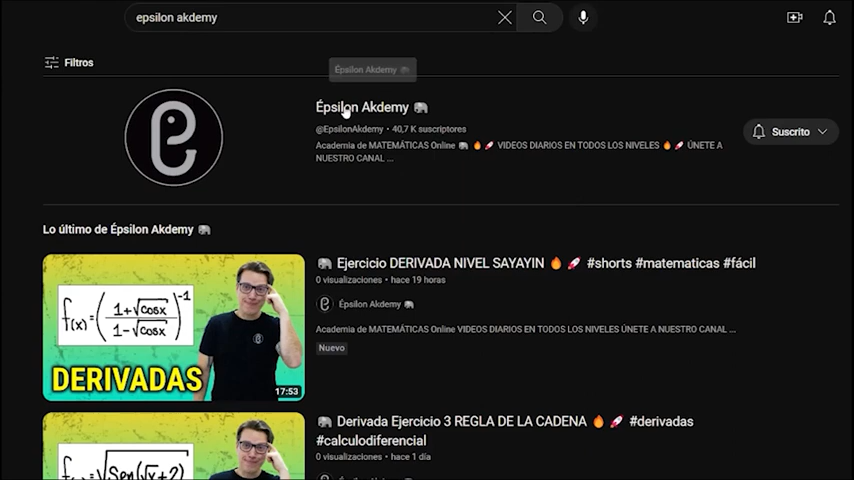 epsilon akdemy
Filtros
Épsilon Akdemy
Épsilon Akdemy
@EpsilonAkdemy • 40,7 K suscriptores
Academia de MATEMÁTICAS Online 🐘 🔥 🚀 VIDEOS DIARIOS EN TODOS LOS NIVELES 🔥 🚀 ÚNETE A
NUESTRO CANAL ...
Suscrito
Lo último de Épsilon Akdemy 🐘
f(x)=((1+√cosx)/(1-√cosx))^-1
DERIVADAS
17:53
🐘 Ejercicio DERIVADA NIVEL SAYAYIN 🔥 🚀 #shorts #matematicas #fácil
0 visualizaciones • hace 19 horas
Épsilon Akdemy
Academia de MATEMÁTICAS Online VIDEOS DIARIOS EN TODOS LOS NIVELES ÚNETE A NUESTRO CANAL ...
Nuevo
🐘 Derivada Ejercicio 3 REGLA DE LA CADENA 🔥 🚀 #derivadas
#calculodiferencial
0 visualizaciones • hace 1 día